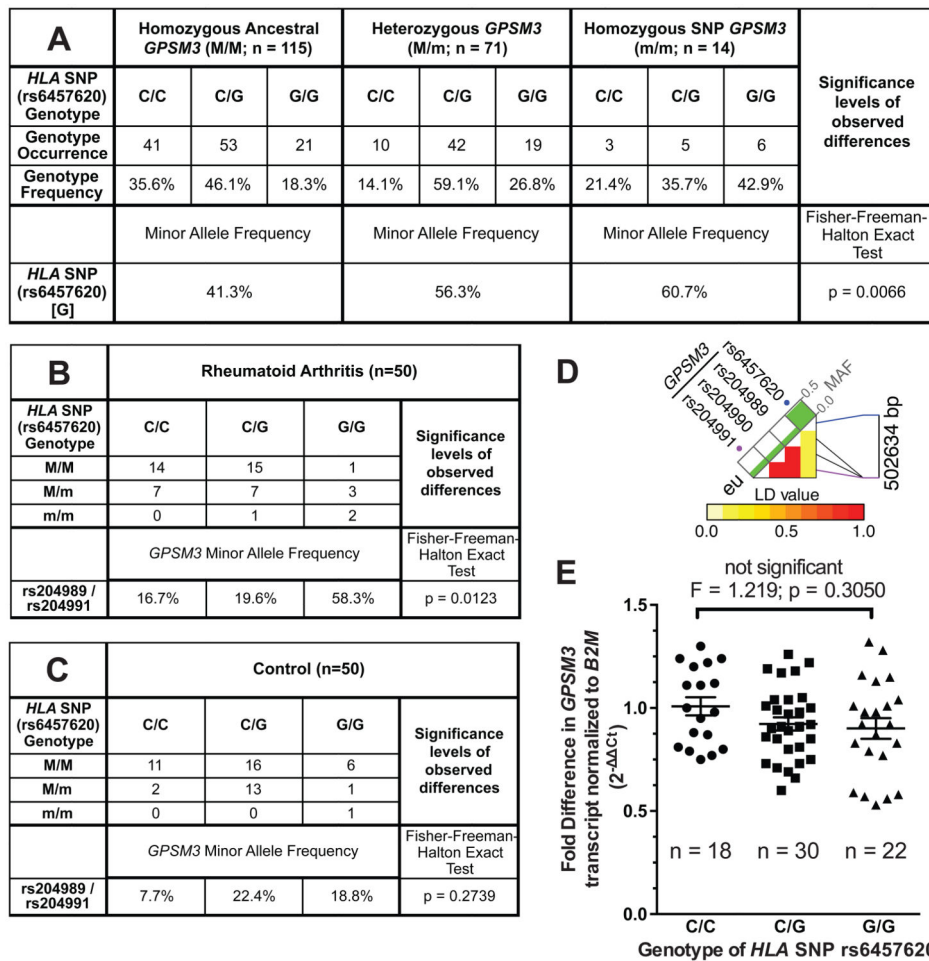 A
Homozygous Ancestral
GPSM3 (M/M; n = 115)
Heterozygous GPSM3
(M/m; n = 71)
Homozygous SNP GPSM3
(m/m; n = 14)
Significance
levels of
observed
differences
HLA SNP
(rs6457620)
Genotype
C/C C/G G/G C/C C/G G/G C/C C/G G/G
Genotype
Occurrence
41 53 21 10 42 19 3 5 6
Genotype
Frequency
35.6% 46.1% 18.3% 14.1% 59.1% 26.8% 21.4% 35.7% 42.9%
Minor Allele Frequency
Minor Allele Frequency
Minor Allele Frequency
Fisher-Freeman-
Halton Exact
Test
HLA SNP
(rs6457620)
[G]
41.3% 56.3% 60.7% p = 0.0066
B
Rheumatoid Arthritis (n=50)
HLA SNP
(rs6457620)
Genotype
C/C C/G G/G
Significance
levels of
observed
differences
M/M 14 15 1
M/m 7 7 3
m/m 0 1 2
GPSM3 Minor Allele Frequency
Fisher-Freeman-
Halton Exact
Test
rs204989 /
rs204991
16.7% 19.6% 58.3% p = 0.0123
C
Control (n=50)
HLA SNP
(rs6457620)
Genotype
C/C C/G G/G
Significance
levels of
observed
differences
M/M 11 16 6
M/m 2 13 1
m/m 0 0 1
GPSM3 Minor Allele Frequency
Fisher-Freeman-
Halton Exact
Test
rs204989 /
rs204991
7.7% 22.4% 18.8% p = 0.2739
D
GPSM3
rs6457620
rs204989
rs204990
rs204991
0.5
0.0
MAF
eu
502634 bp
LD value
0.0 0.5 1.0
E
not significant
F = 1.219; p = 0.3050
Fold Difference in GPSM3
transcript normalized to B2M
(2-ΔΔCt)
1.5
1.0
0.5
0.0
n = 18 n = 30 n = 22
C/C C/G G/G
Genotype of HLA SNP rs6457620